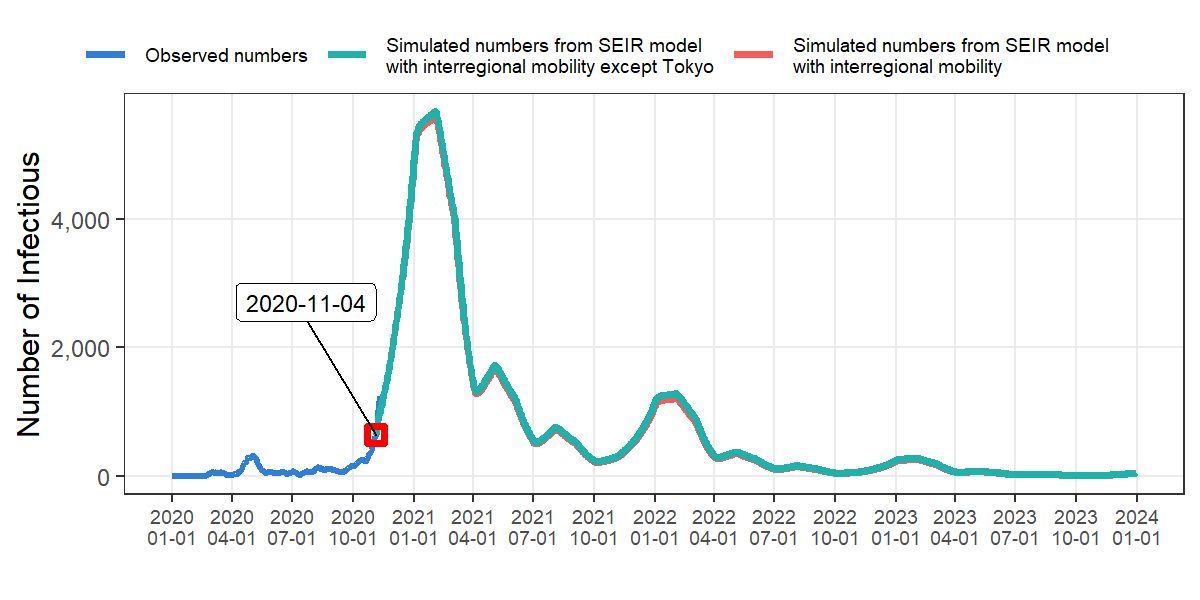 Observed numbers
Simulated numbers from SEIR model
with interregional mobility except Tokyo
Simulated numbers from SEIR model
with interregional mobility
Number of Infectious
4,000
2,000
0
2020-11-04
2020 2020 2020 2020 2021 2021 2021 2021 2022 2022 2022 2022 2023 2023 2023 2023 2024
01-01 04-01 07-01 10-01 01-01 04-01 07-01 10-01 01-01 04-01 07-01 10-01 01-01 04-01 07-01 10-01 01-01